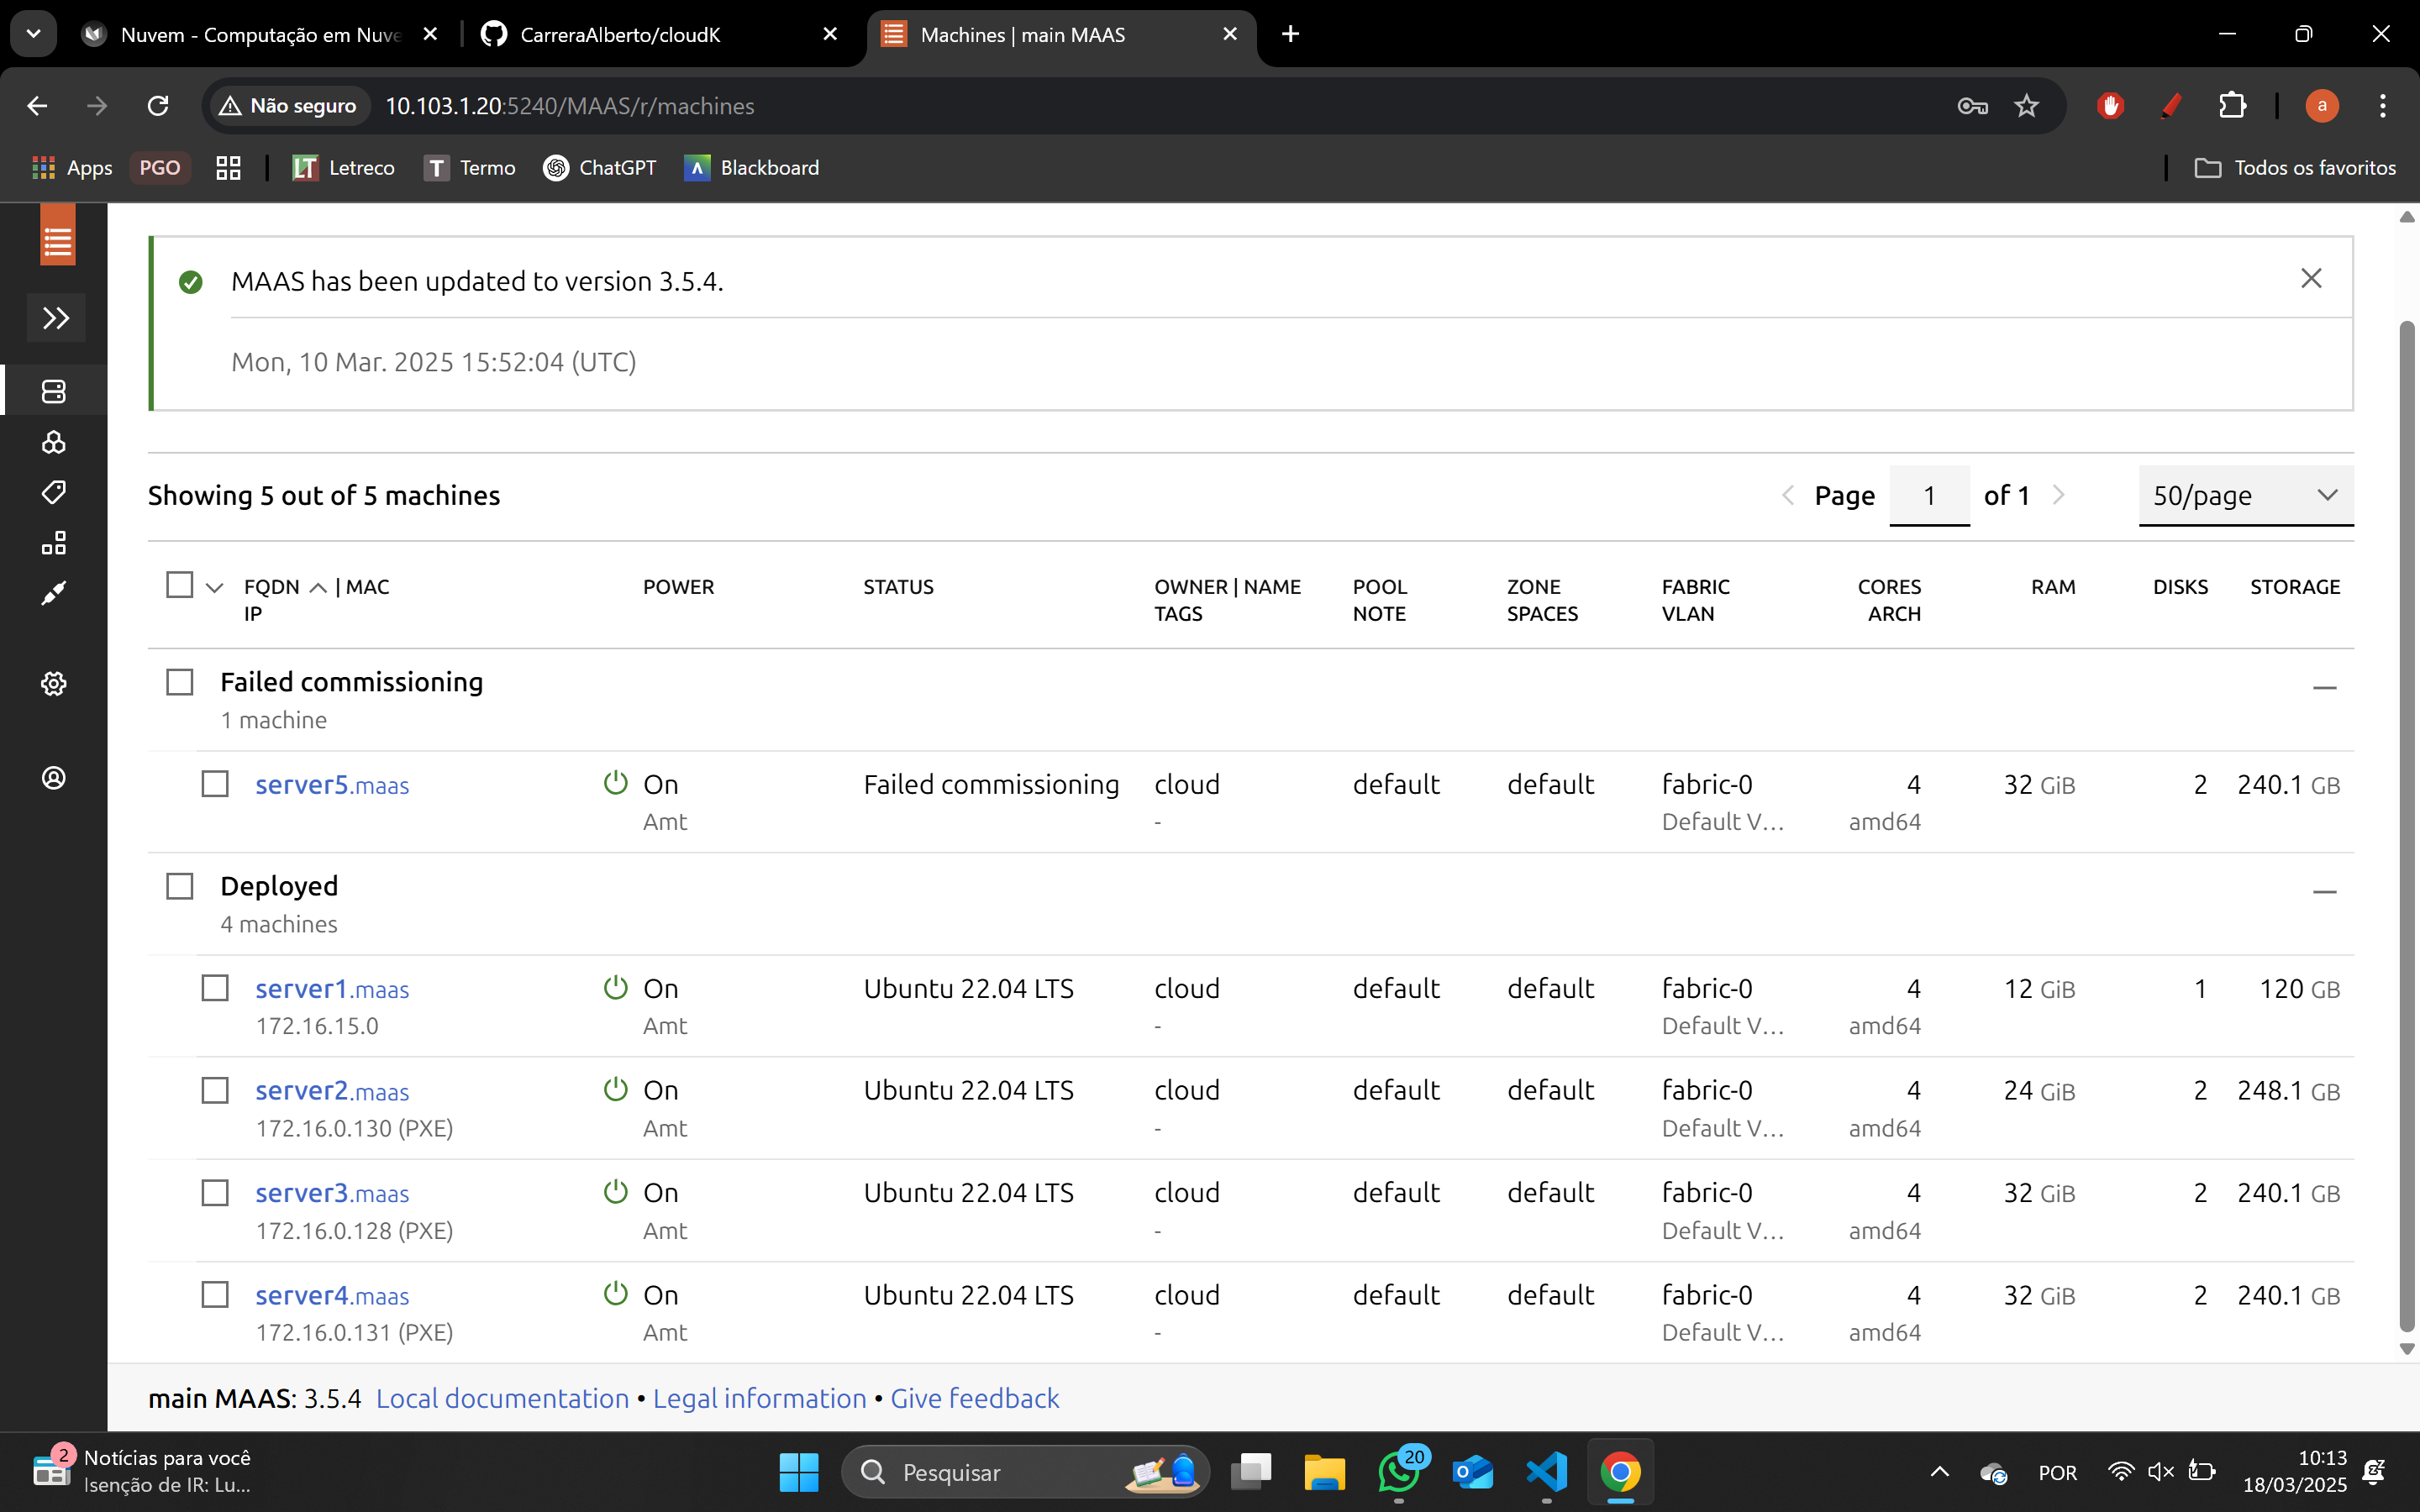 Nuvem - Computação em Nuve
CarreraAlberto/cloudK
Machines | main MAAS
Não seguro
10.103.1.20:5240/MAAS/r/machines
a
Apps
PGO
LT
Letreco
T
Termo
ChatGPT
Blackboard
Todos os favoritos
MAAS has been updated to version 3.5.4.
Mon, 10 Mar. 2025 15:52:04 (UTC)
Showing 5 out of 5 machines
Page 1 of 1
50/page
FQDN | MAC POWER STATUS OWNER | NAME POOL ZONE FABRIC CORES RAM DISKS STORAGE
IP TAGS NOTE SPACES VLAN ARCH
Failed commissioning
1 machine
server5.maas On Failed commissioning cloud default default fabric-0 4 32 GiB 2 240.1 GB
Amt - Default V... amd64
Deployed
4 machines
server1.maas On Ubuntu 22.04 LTS cloud default default fabric-0 4 12 GiB 1 120 GB
172.16.15.0 Amt - Default V... amd64
server2.maas On Ubuntu 22.04 LTS cloud default default fabric-0 4 24 GiB 2 248.1 GB
172.16.0.130 (PXE) Amt - Default V... amd64
server3.maas On Ubuntu 22.04 LTS cloud default default fabric-0 4 32 GiB 2 240.1 GB
172.16.0.128 (PXE) Amt - Default V... amd64
server4.maas On Ubuntu 22.04 LTS cloud default default fabric-0 4 32 GiB 2 240.1 GB
172.16.0.131 (PXE) Amt - Default V... amd64
main MAAS: 3.5.4 Local documentation • Legal information • Give feedback
2
Notícias para você
Isenção de IR: Lu...
Pesquisar
20
POR
10:13
18/03/2025